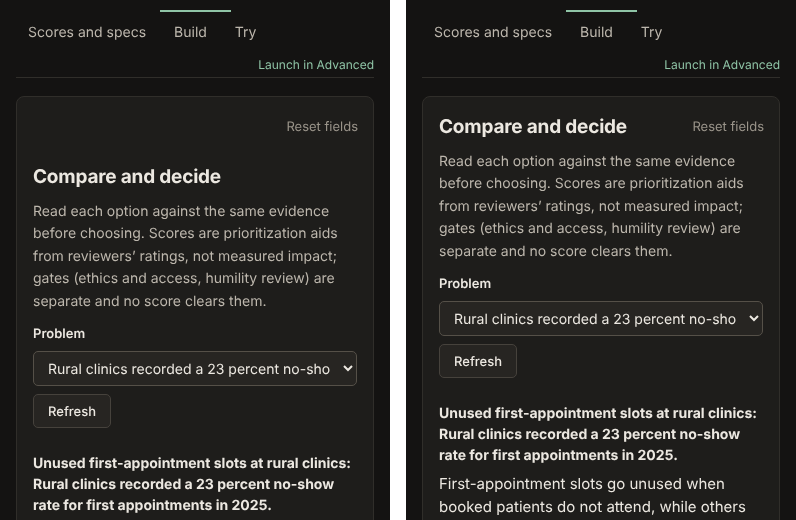 Scores and specs Build Try
Launch in Advanced
Reset fields
Compare and decide
Read each option against the same evidence
before choosing. Scores are prioritization aids
from reviewers’ ratings, not measured impact;
gates (ethics and access, humility review) are
separate and no score clears them.
Problem
Rural clinics recorded a 23 percent no-sho
Refresh
Unused first-appointment slots at rural clinics:
Rural clinics recorded a 23 percent no-show
rate for first appointments in 2025.
Scores and specs Build Try
Launch in Advanced
Compare and decide Reset fields
Read each option against the same evidence
before choosing. Scores are prioritization aids
from reviewers’ ratings, not measured impact;
gates (ethics and access, humility review) are
separate and no score clears them.
Problem
Rural clinics recorded a 23 percent no-sho
Refresh
Unused first-appointment slots at rural clinics:
Rural clinics recorded a 23 percent no-show
rate for first appointments in 2025.
First-appointment slots go unused when
booked patients do not attend, while others